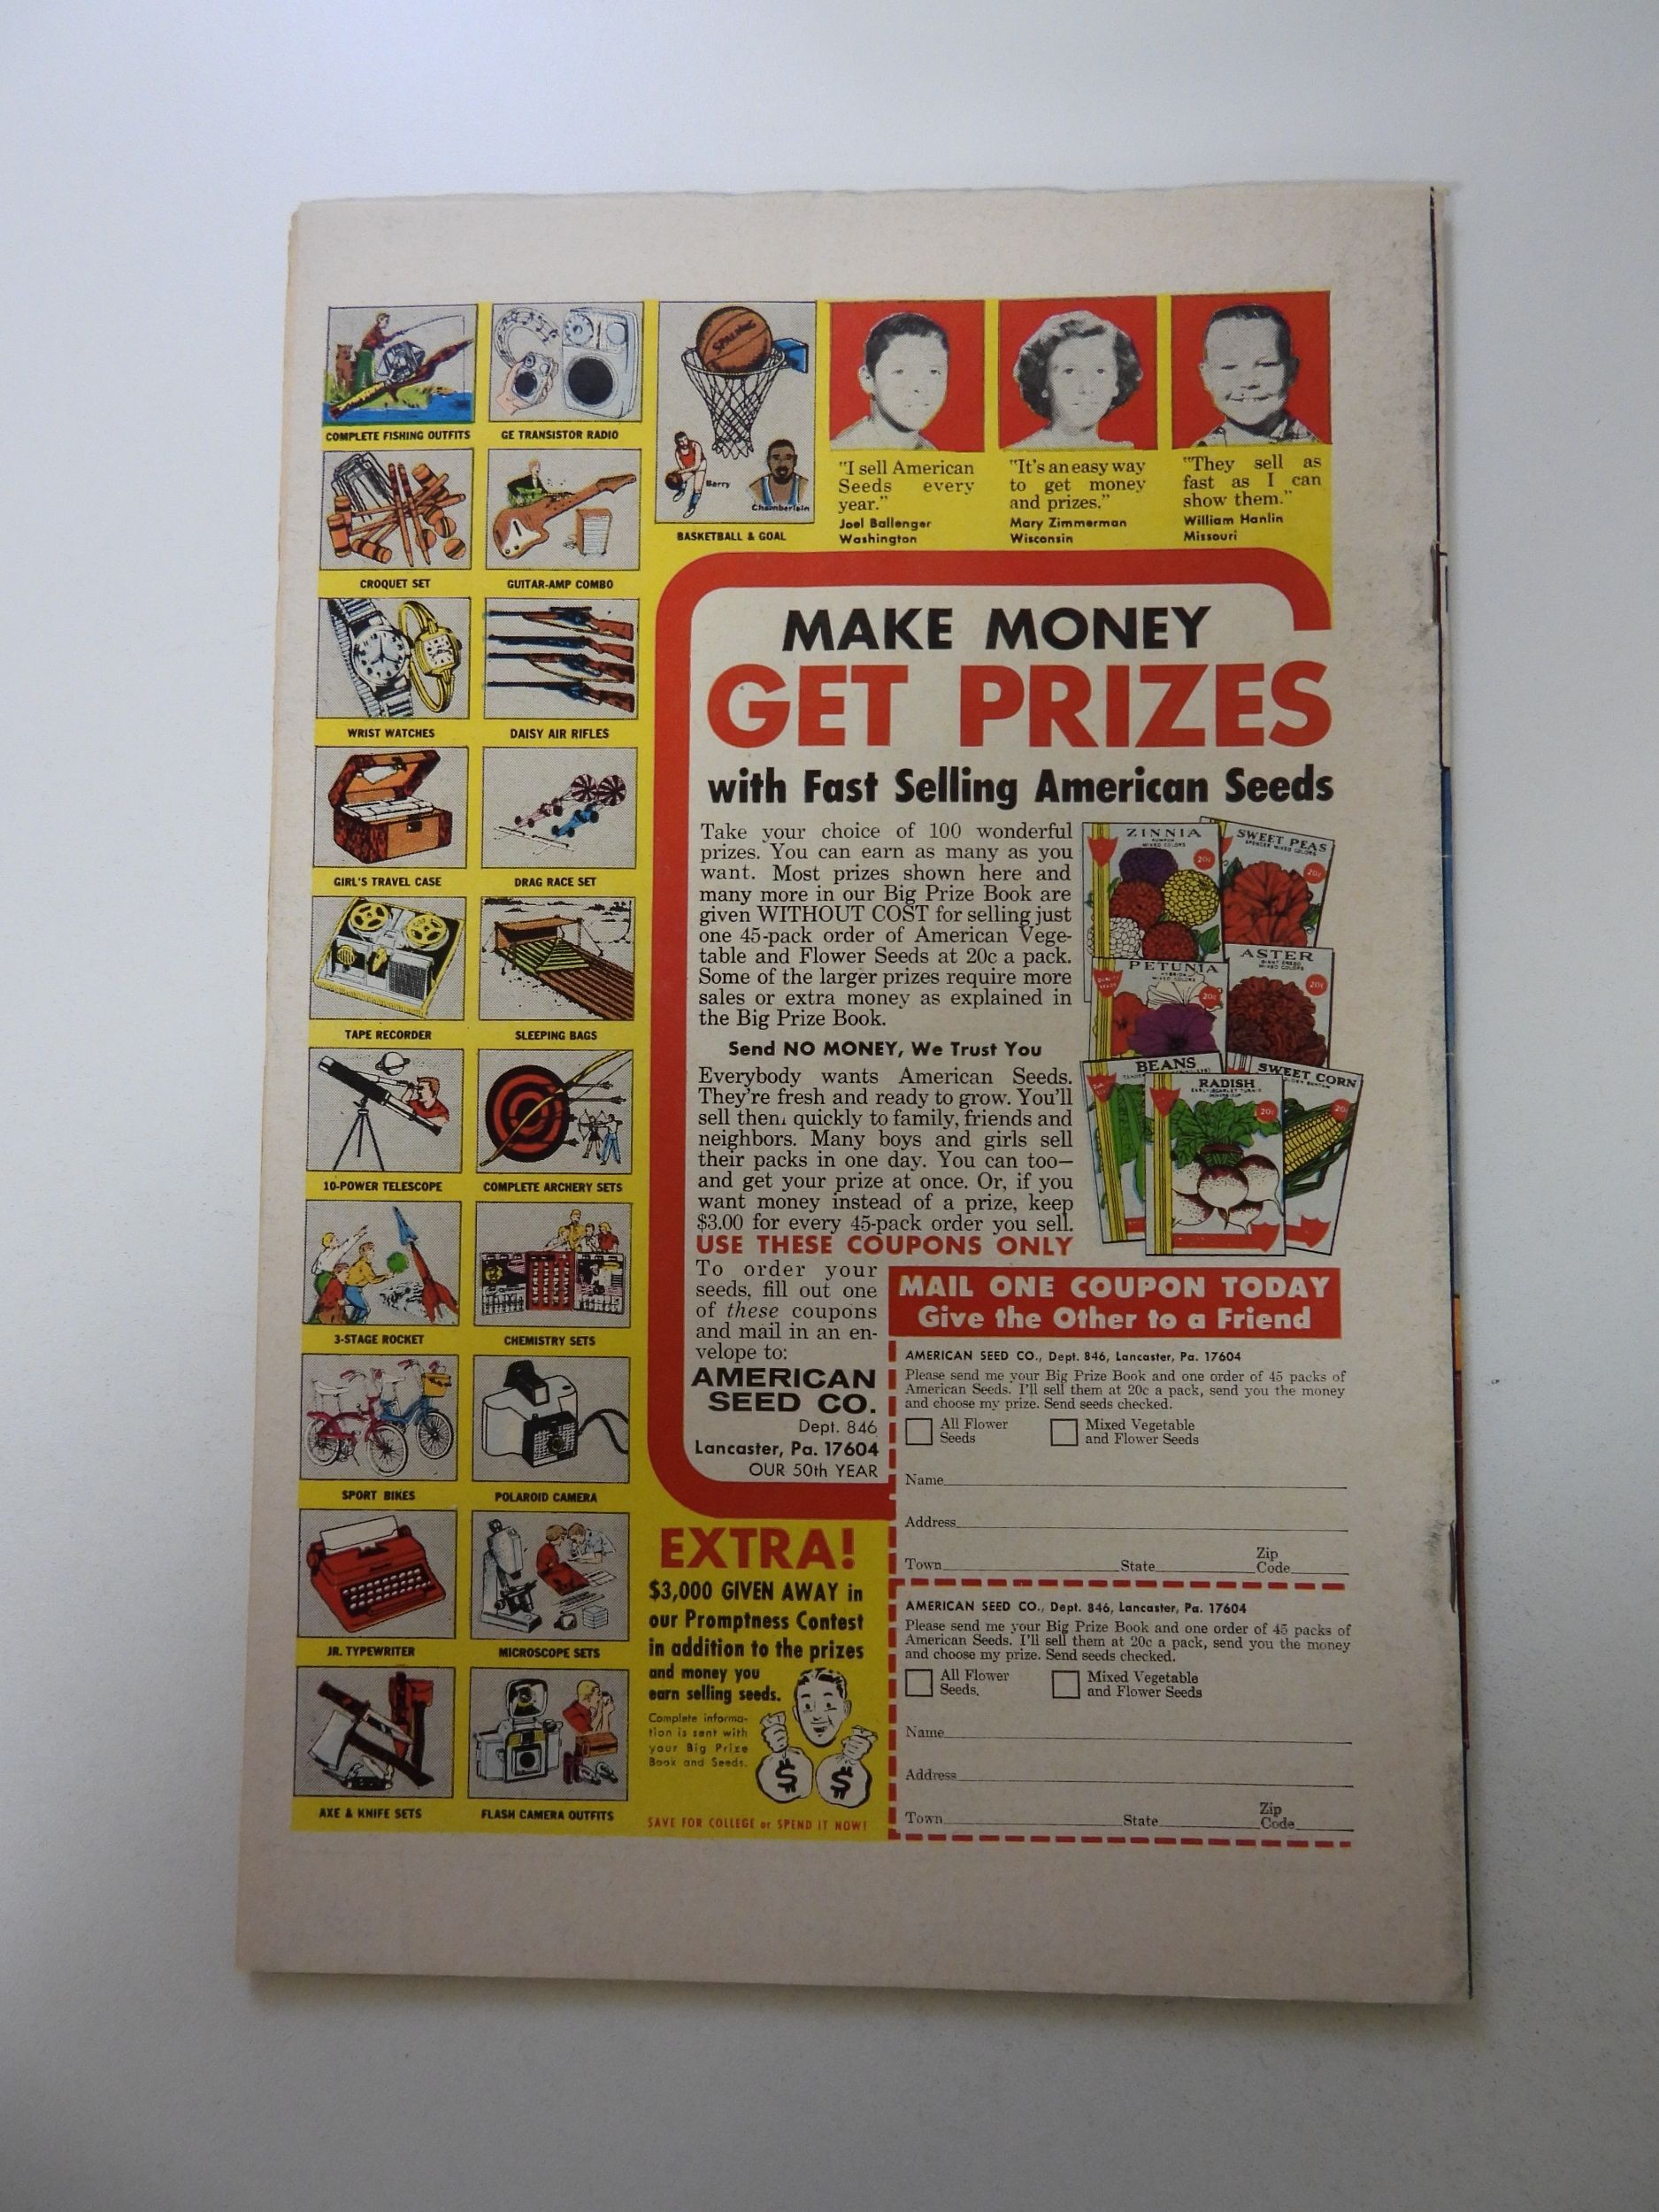 COMPLETE FISHING OUTFITS
GE TRANSISTOR RADIO
SPALDING
Barry
Chamberlain
BASKETBALL & GOAL
CROQUET SET
GUITAR-AMP COMBO
WRIST WATCHES
DAISY AIR RIFLES
GIRL'S TRAVEL CASE
DRAG RACE SET
TAPE RECORDER
SLEEPING BAGS
10-POWER TELESCOPE
COMPLETE ARCHERY SETS
3-STAGE ROCKET
CHEMISTRY SETS
SPORT BIKES
POLAROID CAMERA
JR. TYPEWRITER
MICROSCOPE SETS
AXE & KNIFE SETS
FLASH CAMERA OUTFITS
"I sell American
Seeds every
year."
Joel Ballenger
Washington
"It's an easy way
to get money
and prizes."
Mary Zimmerman
Wisconsin
"They sell as
fast as I can
show them."
William Hanlin
Missouri
MAKE MONEY
GET PRIZES
with Fast Selling American Seeds
Take your choice of 100 wonderful
prizes. You can earn as many as you
want. Most prizes shown here and
many more in our Big Prize Book are
given WITHOUT COST for selling just
one 45-pack order of American Vege-
table and Flower Seeds at 20c a pack.
Some of the larger prizes require more
sales or extra money as explained in
the Big Prize Book.
Send NO MONEY, We Trust You
Everybody wants American Seeds.
They're fresh and ready to grow. You'll
sell them quickly to family, friends and
neighbors. Many boys and girls sell
their packs in one day. You can too—
and get your prize at once. Or, if you
want money instead of a prize, keep
$3.00 for every 45-pack order you sell.
USE THESE COUPONS ONLY
To order your
seeds, fill out one
of these coupons
and mail in an en-
velope to:
AMERICAN
SEED CO.
Dept. 846
Lancaster, Pa. 17604
OUR 50th YEAR
ZINNIA
MIXED COLORS
20c
SWEET PEAS
SPENCER MIXED COLORS
20c
PETUNIA
MIXED COLORS
20c
ASTER
MIXED COLORS
20c
BEANS
RADISH
20c
SWEET CORN
20c
MAIL ONE COUPON TODAY
Give the Other to a Friend
AMERICAN SEED CO., Dept. 846, Lancaster, Pa. 17604
Please send me your Big Prize Book and one order of 45 packs of
American Seeds. I'll sell them at 20c a pack, send you the money
and choose my prize. Send seeds checked.
All Flower
Seeds
Mixed Vegetable
and Flower Seeds
Name
Address
Town State Zip
Code
AMERICAN SEED CO., Dept. 846, Lancaster, Pa. 17604
Please send me your Big Prize Book and one order of 45 packs of
American Seeds. I'll sell them at 20c a pack, send you the money
and choose my prize. Send seeds checked.
All Flower
Seeds,
Mixed Vegetable
and Flower Seeds
Name
Address
Town State Zip
Code
EXTRA!
$3,000 GIVEN AWAY in
our Promptness Contest
in addition to the prizes
and money you
earn selling seeds.
Complete informa-
tion is sent with
your Big Prize
Book and Seeds.
$ $
SAVE FOR COLLEGE or SPEND IT NOW!